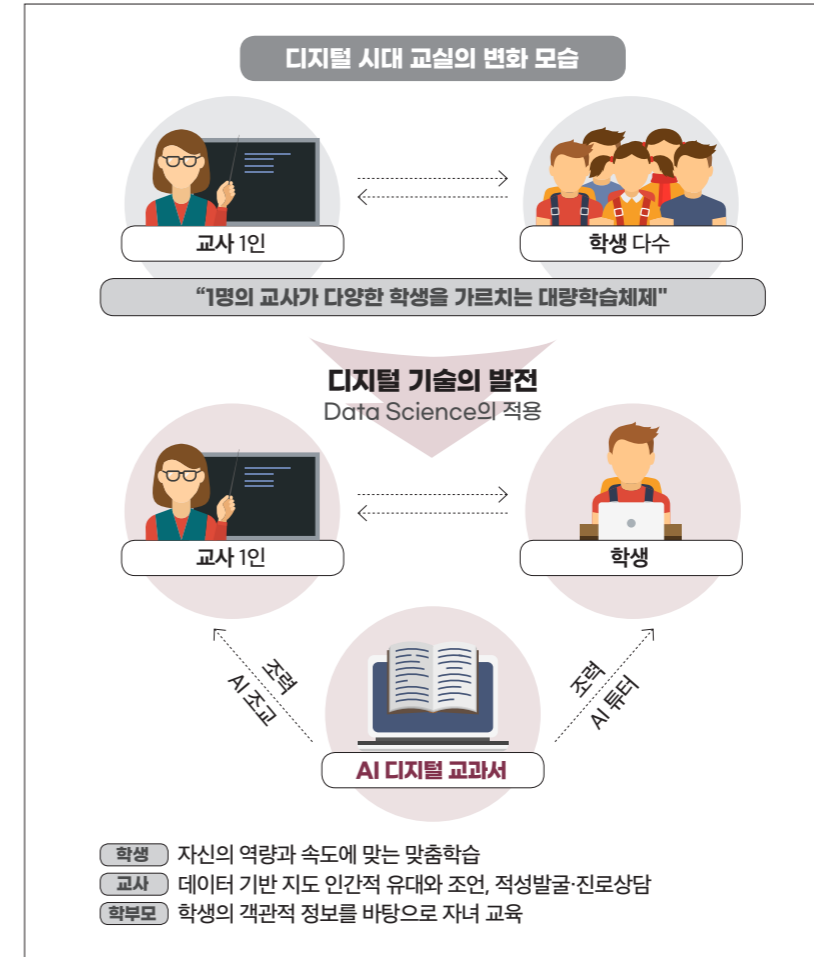 디지털 시대 교실의 변화 모습
교사 1인
학생 다수
“1명의 교사가 다양한 학생을 가르치는 대량학습체제"
디지털 기술의 발전
Data Science의 적용
교사 1인
학생
조력
AI 조교
조력
AI 튜터
AI 디지털 교과서
학생 자신의 역량과 속도에 맞는 맞춤학습
교사 데이터 기반 지도 인간적 유대와 조언, 적성발굴·진로상담
학부모 학생의 객관적 정보를 바탕으로 자녀 교육